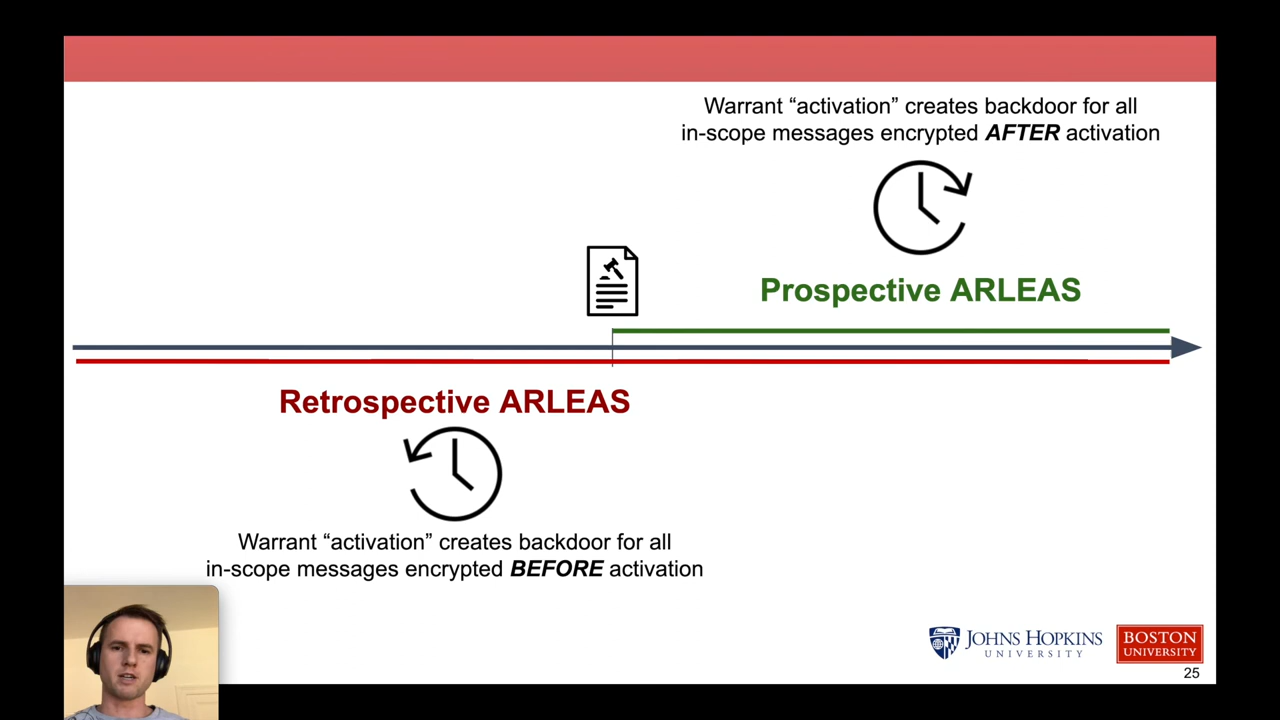 Warrant “activation” creates backdoor for all
in-scope messages encrypted AFTER activation
Prospective ARLEAS
Retrospective ARLEAS
Warrant “activation” creates backdoor for all
in-scope messages encrypted BEFORE activation
JOHNS HOPKINS
UNIVERSITY
BOSTON
UNIVERSITY
25